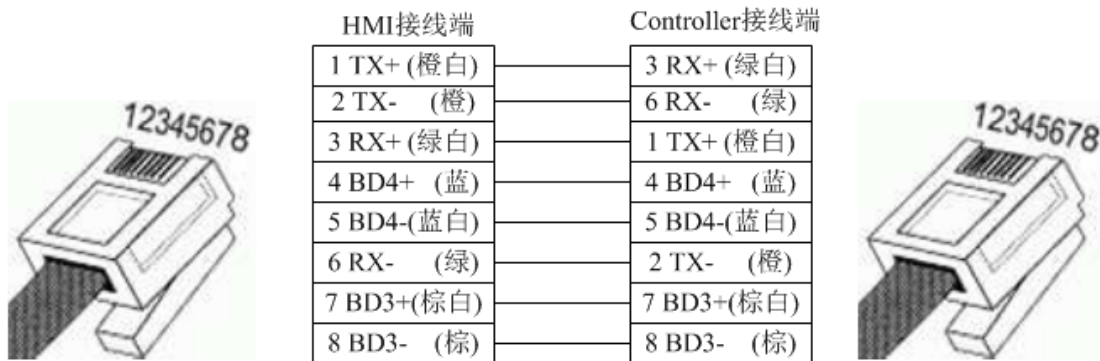 HMI接线端 Controller接线端
12345678 12345678
1 TX+ (橙白) 3 RX+ (绿白)
2 TX- (橙) 6 RX- (绿)
3 RX+ (绿白) 1 TX+ (橙白)
4 BD4+ (蓝) 4 BD4+ (蓝)
5 BD4-(蓝白) 5 BD4-(蓝白)
6 RX- (绿) 2 TX- (橙)
7 BD3+(棕白) 7 BD3+(棕白)
8 BD3- (棕) 8 BD3- (棕)